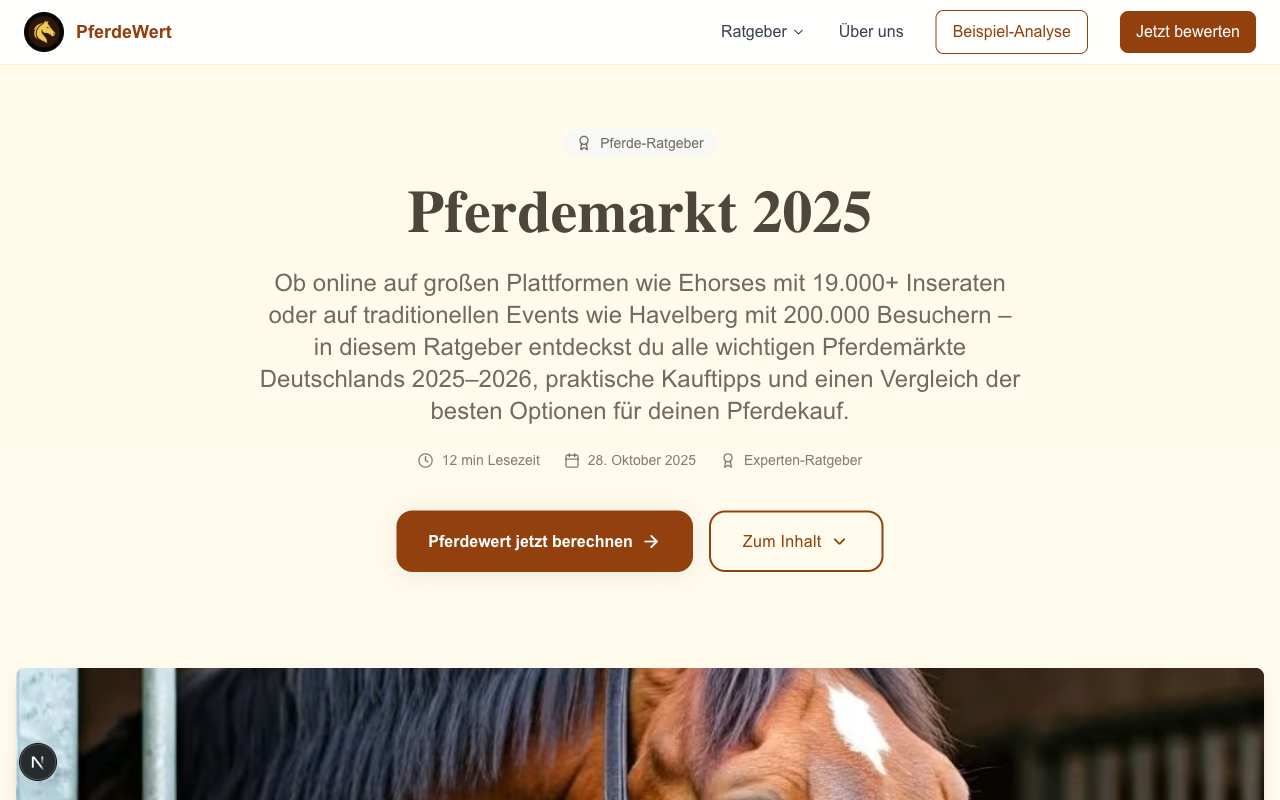 PferdeWert
Ratgeber
Über uns
Beispiel-Analyse
Jetzt bewerten
Pferde-Ratgeber
Pferdemarkt 2025
Ob online auf großen Plattformen wie Ehorses mit 19.000+ Inseraten
oder auf traditionellen Events wie Havelberg mit 200.000 Besuchern –
in diesem Ratgeber entdeckst du alle wichtigen Pferdemärkte
Deutschlands 2025–2026, praktische Kauftipps und einen Vergleich der
besten Optionen für deinen Pferdekauf.
12 min Lesezeit
28. Oktober 2025
Experten-Ratgeber
Pferdewert jetzt berechnen
Zum Inhalt
N